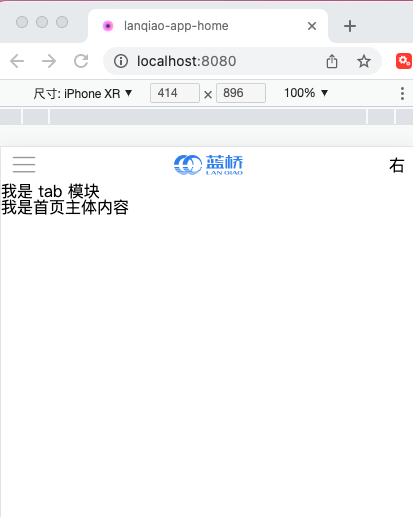 lanqiao-app-home
localhost:8080
尺寸: iPhone XR ▼ 414 × 896 100% ▼
蓝桥 右
LAN QIAO
我是 tab 模块
我是首页主体内容